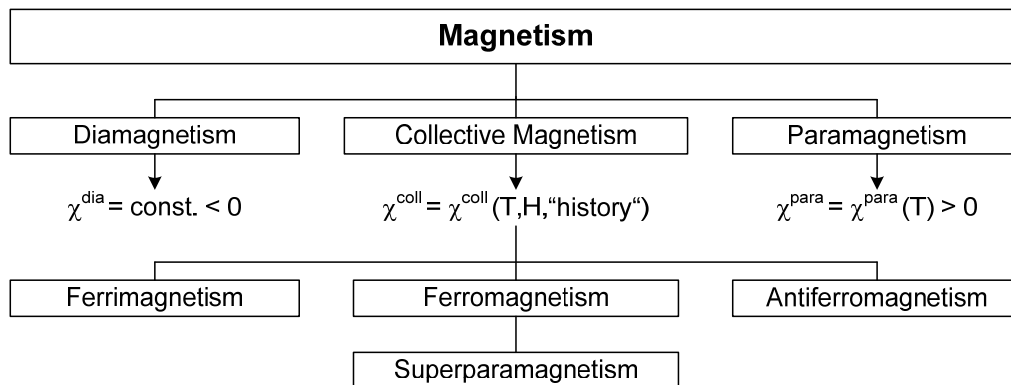 Magnetism
Diamagnetism
Collective Magnetism
Paramagnetism
χ^dia = const. < 0
χ^coll = χ^coll (T,H,“history“)
χ^para = χ^para (T) > 0
Ferrimagnetism
Ferromagnetism
Antiferromagnetism
Superparamagnetism